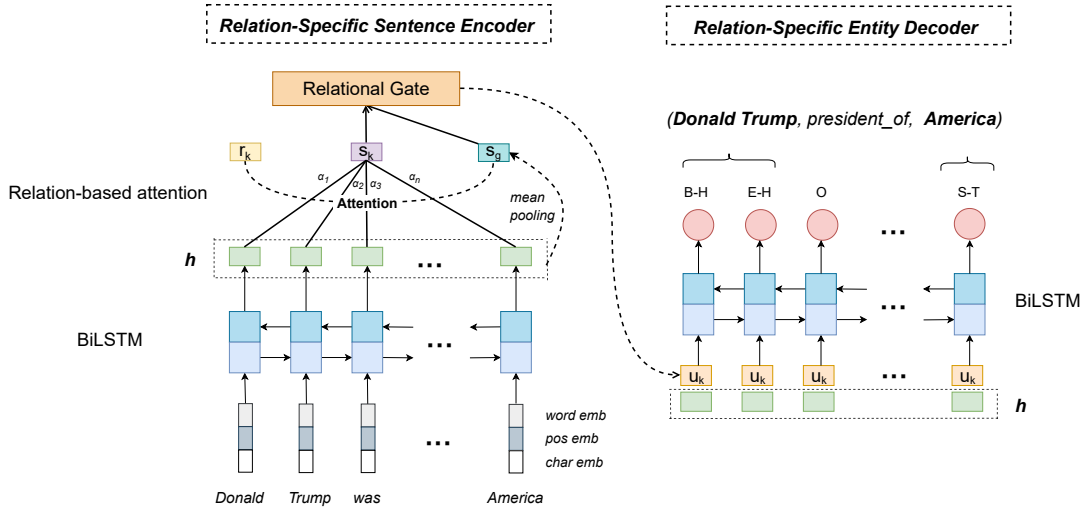 Relation-Specific Sentence Encoder
Relational Gate
r_k
s_k
s_g
Relation-based attention
α_1
α_2
α_3
α_n
Attention
mean
pooling
h
...
BiLSTM
...
word emb
pos emb
char emb
...
Donald Trump was America
Relation-Specific Entity Decoder
(Donald Trump, president_of, America)
B-H E-H O S-T
...
BiLSTM
...
u_k u_k u_k ... u_k
h